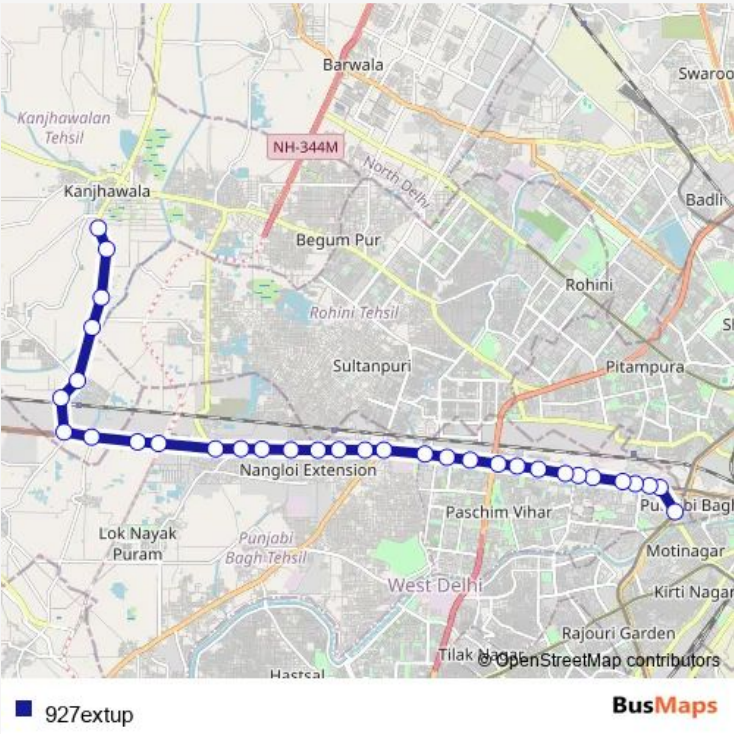 Barwala
Swaroo
Kanjhawalan
Tehsil
NH-344M
North Delhi
Kanjhawala
Badli
Begum Pur
Rohini
Rohini Tehsil
Sultanpuri
Pitampura
Nangloi Extension
Paschim Vihar
bi Bagh
Lok Nayak
Puram
Punjabi
Bagh Tehsil
Motinagar
West Delhi
Kirti Nagar
Rajouri Garden
Tilak Nagar
© OpenStreetMap contributors
Hastsal
927extup
BusMaps